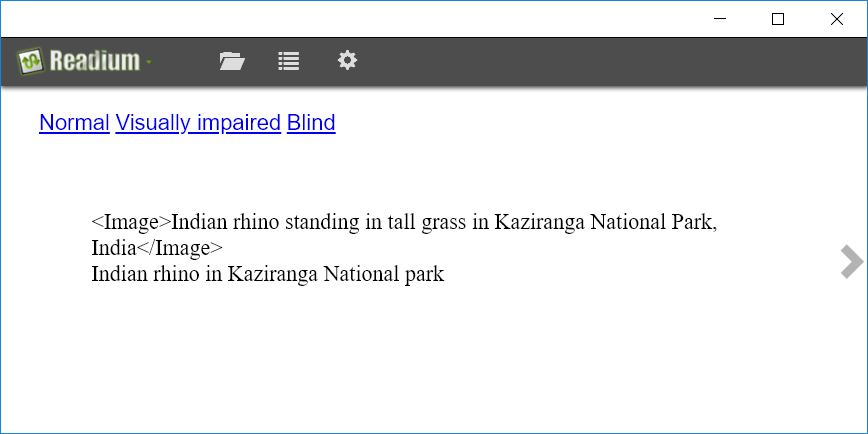 Readium
Normal Visually impaired Blind
<Image>Indian rhino standing in tall grass in Kaziranga National Park,
India</Image>
Indian rhino in Kaziranga National park